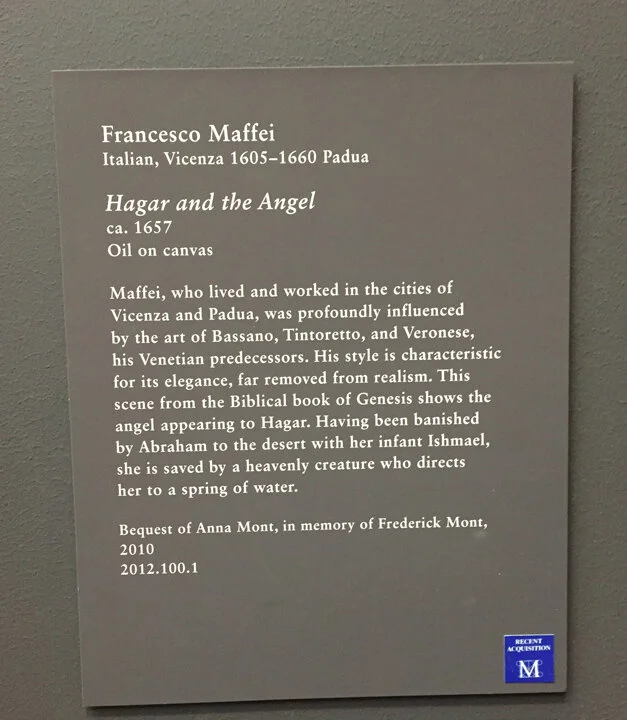 Francesco Maffei
Italian, Vicenza 1605–1660 Padua
Hagar and the Angel
ca. 1657
Oil on canvas
Maffei, who lived and worked in the cities of
Vicenza and Padua, was profoundly influenced
by the art of Bassano, Tintoretto, and Veronese,
his Venetian predecessors. His style is characteristic
for its elegance, far removed from realism. This
scene from the Biblical book of Genesis shows the
angel appearing to Hagar. Having been banished
by Abraham to the desert with her infant Ishmael,
she is saved by a heavenly creature who directs
her to a spring of water.
Bequest of Anna Mont, in memory of Frederick Mont,
2010
2012.100.1
RECENT
ACQUISITION
M